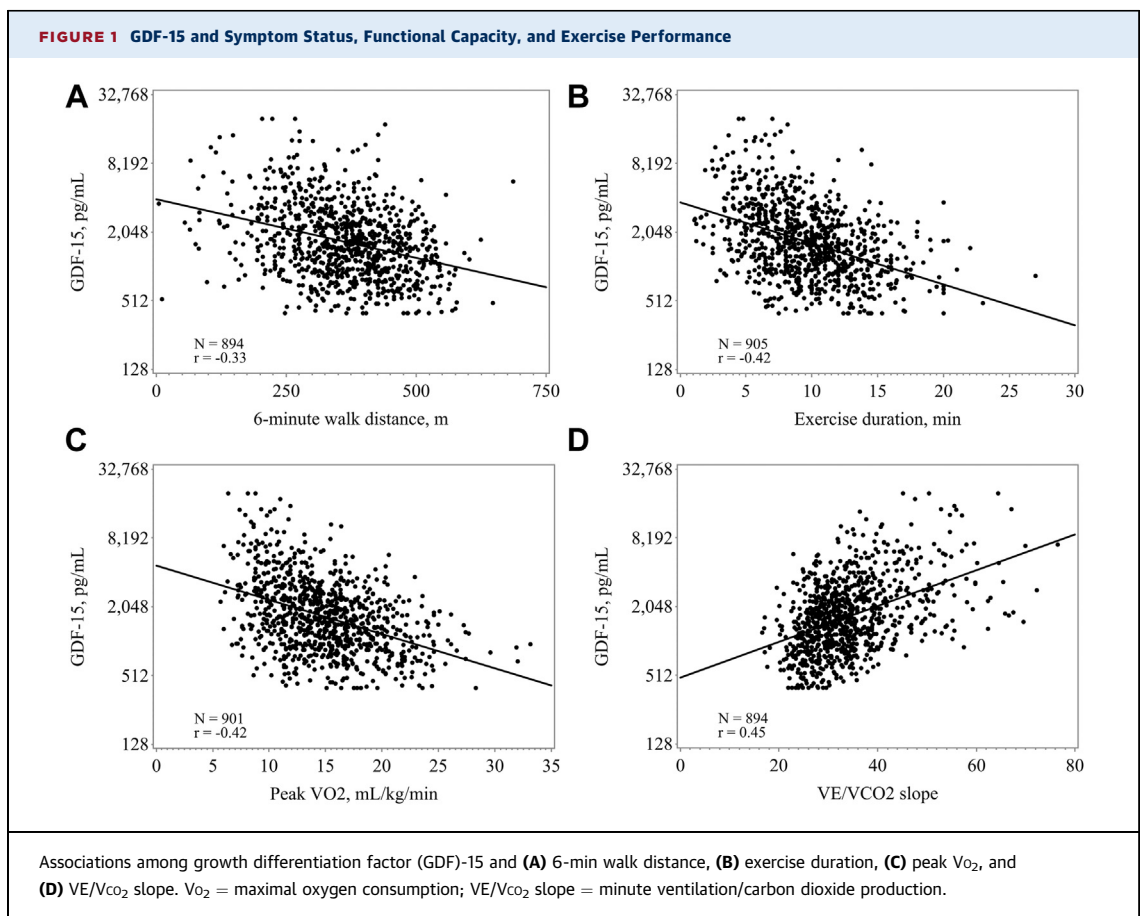 FIGURE 1 GDF-15 and Symptom Status, Functional Capacity, and Exercise Performance
A
32,768
8,192
2,048
512
128
GDF-15, pg/mL
N = 894
r = -0.33
0 250 500 750
6-minute walk distance, m
B
32,768
8,192
2,048
512
128
GDF-15, pg/mL
N = 905
r = -0.42
0 5 10 15 20 25 30
Exercise duration, min
C
32,768
8,192
2,048
512
128
GDF-15, pg/mL
N = 901
r = -0.42
0 5 10 15 20 25 30 35
Peak VO2, mL/kg/min
D
32,768
8,192
2,048
512
128
GDF-15, pg/mL
N = 894
r = 0.45
0 20 40 60 80
VE/VCO2 slope
Associations among growth differentiation factor (GDF)-15 and (A) 6-min walk distance, (B) exercise duration, (C) peak Vo₂, and
(D) VE/Vco₂ slope. Vo₂ = maximal oxygen consumption; VE/Vco₂ slope = minute ventilation/carbon dioxide production.